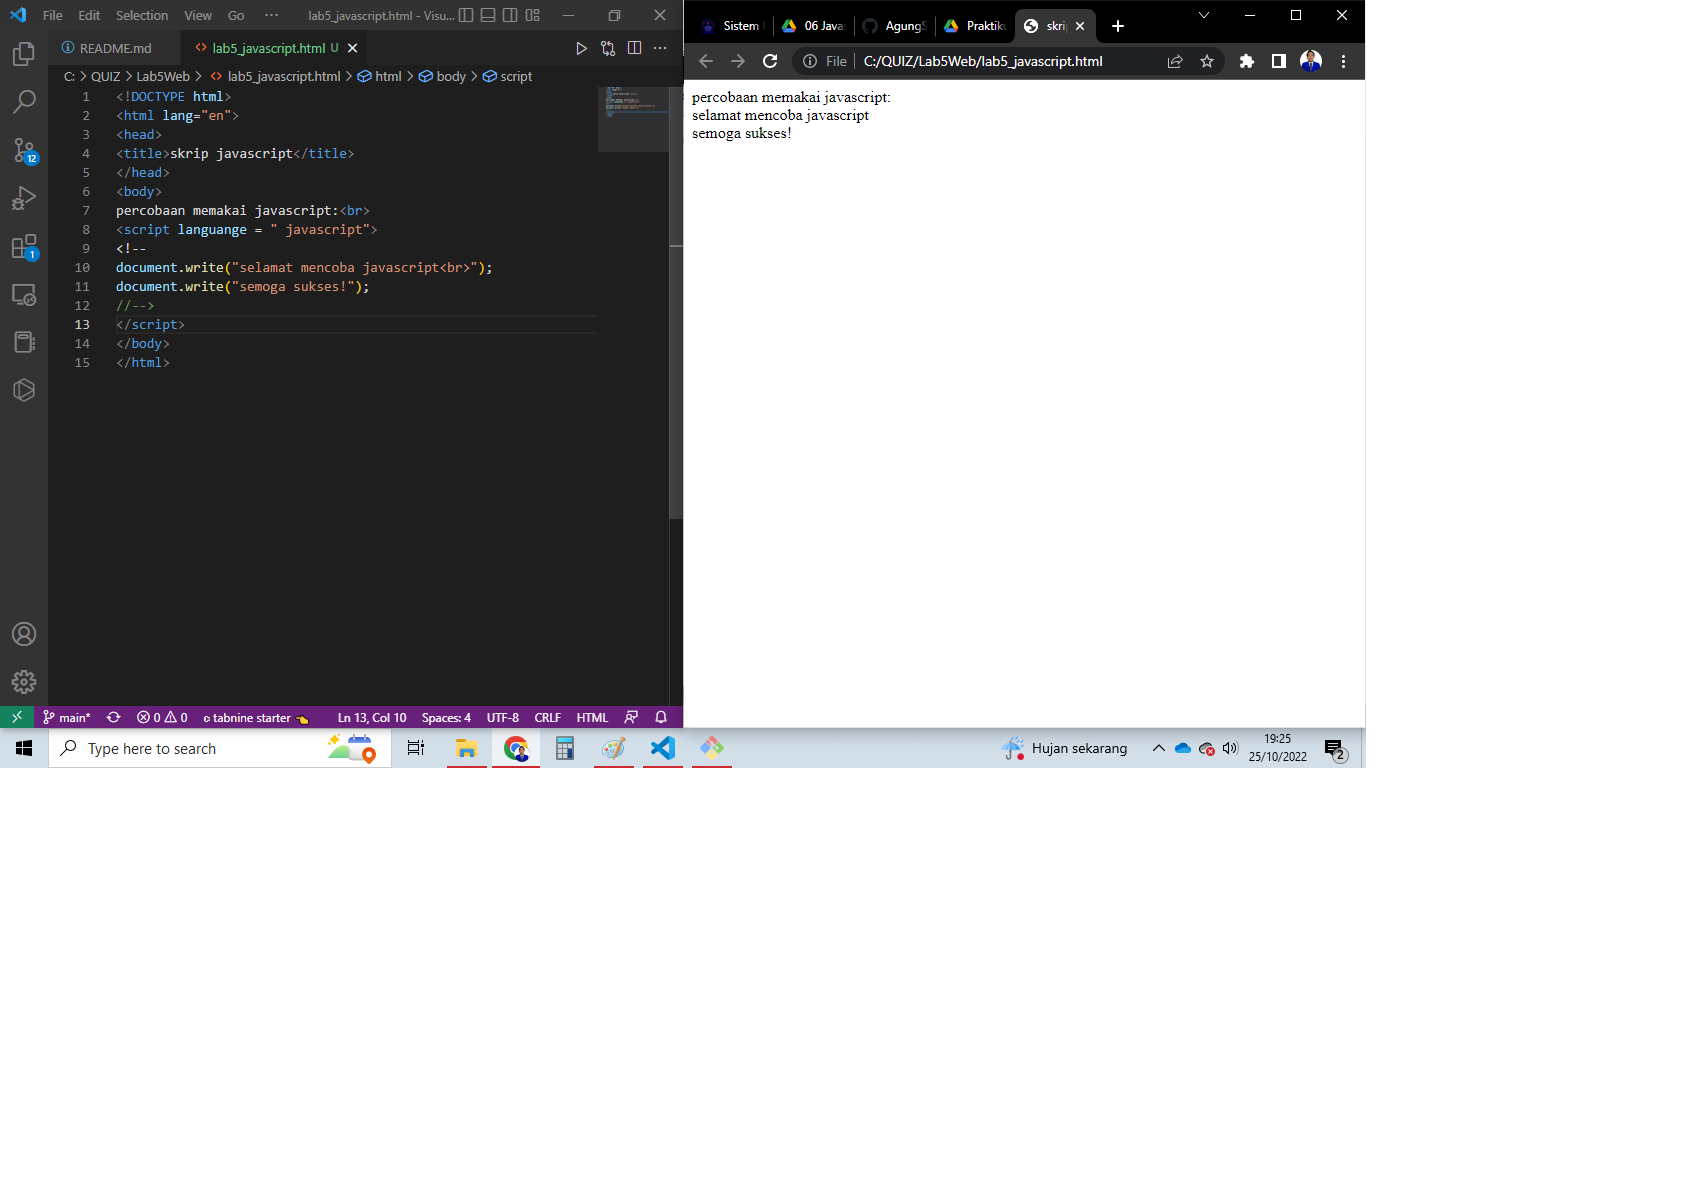 File Edit Selection View Go ··· lab5_javascript.html - Visu...
README.md
lab5_javascript.html U
C: > QUIZ > Lab5Web > lab5_javascript.html > html > body > script
1 <!DOCTYPE html>
2 <html lang="en">
3 <head>
4 <title>skrip javascript</title>
5 </head>
6 <body>
7 percobaan memakai javascript:<br>
8 <script languange = " javascript">
9 <!--
10 document.write("selamat mencoba javascript<br>");
11 document.write("semoga sukses!");
12 //-->
13 </script>
14 </body>
15 </html>
12
1
main* 0 0 tabnine starter Ln 13, Col 10 Spaces: 4 UTF-8 CRLF HTML
Sistem 06 Java AgungS Praktiku skri
File C:/QUIZ/Lab5Web/lab5_javascript.html
percobaan memakai javascript:
selamat mencoba javascript
semoga sukses!
Type here to search
Hujan sekarang
19:25
25/10/2022
2